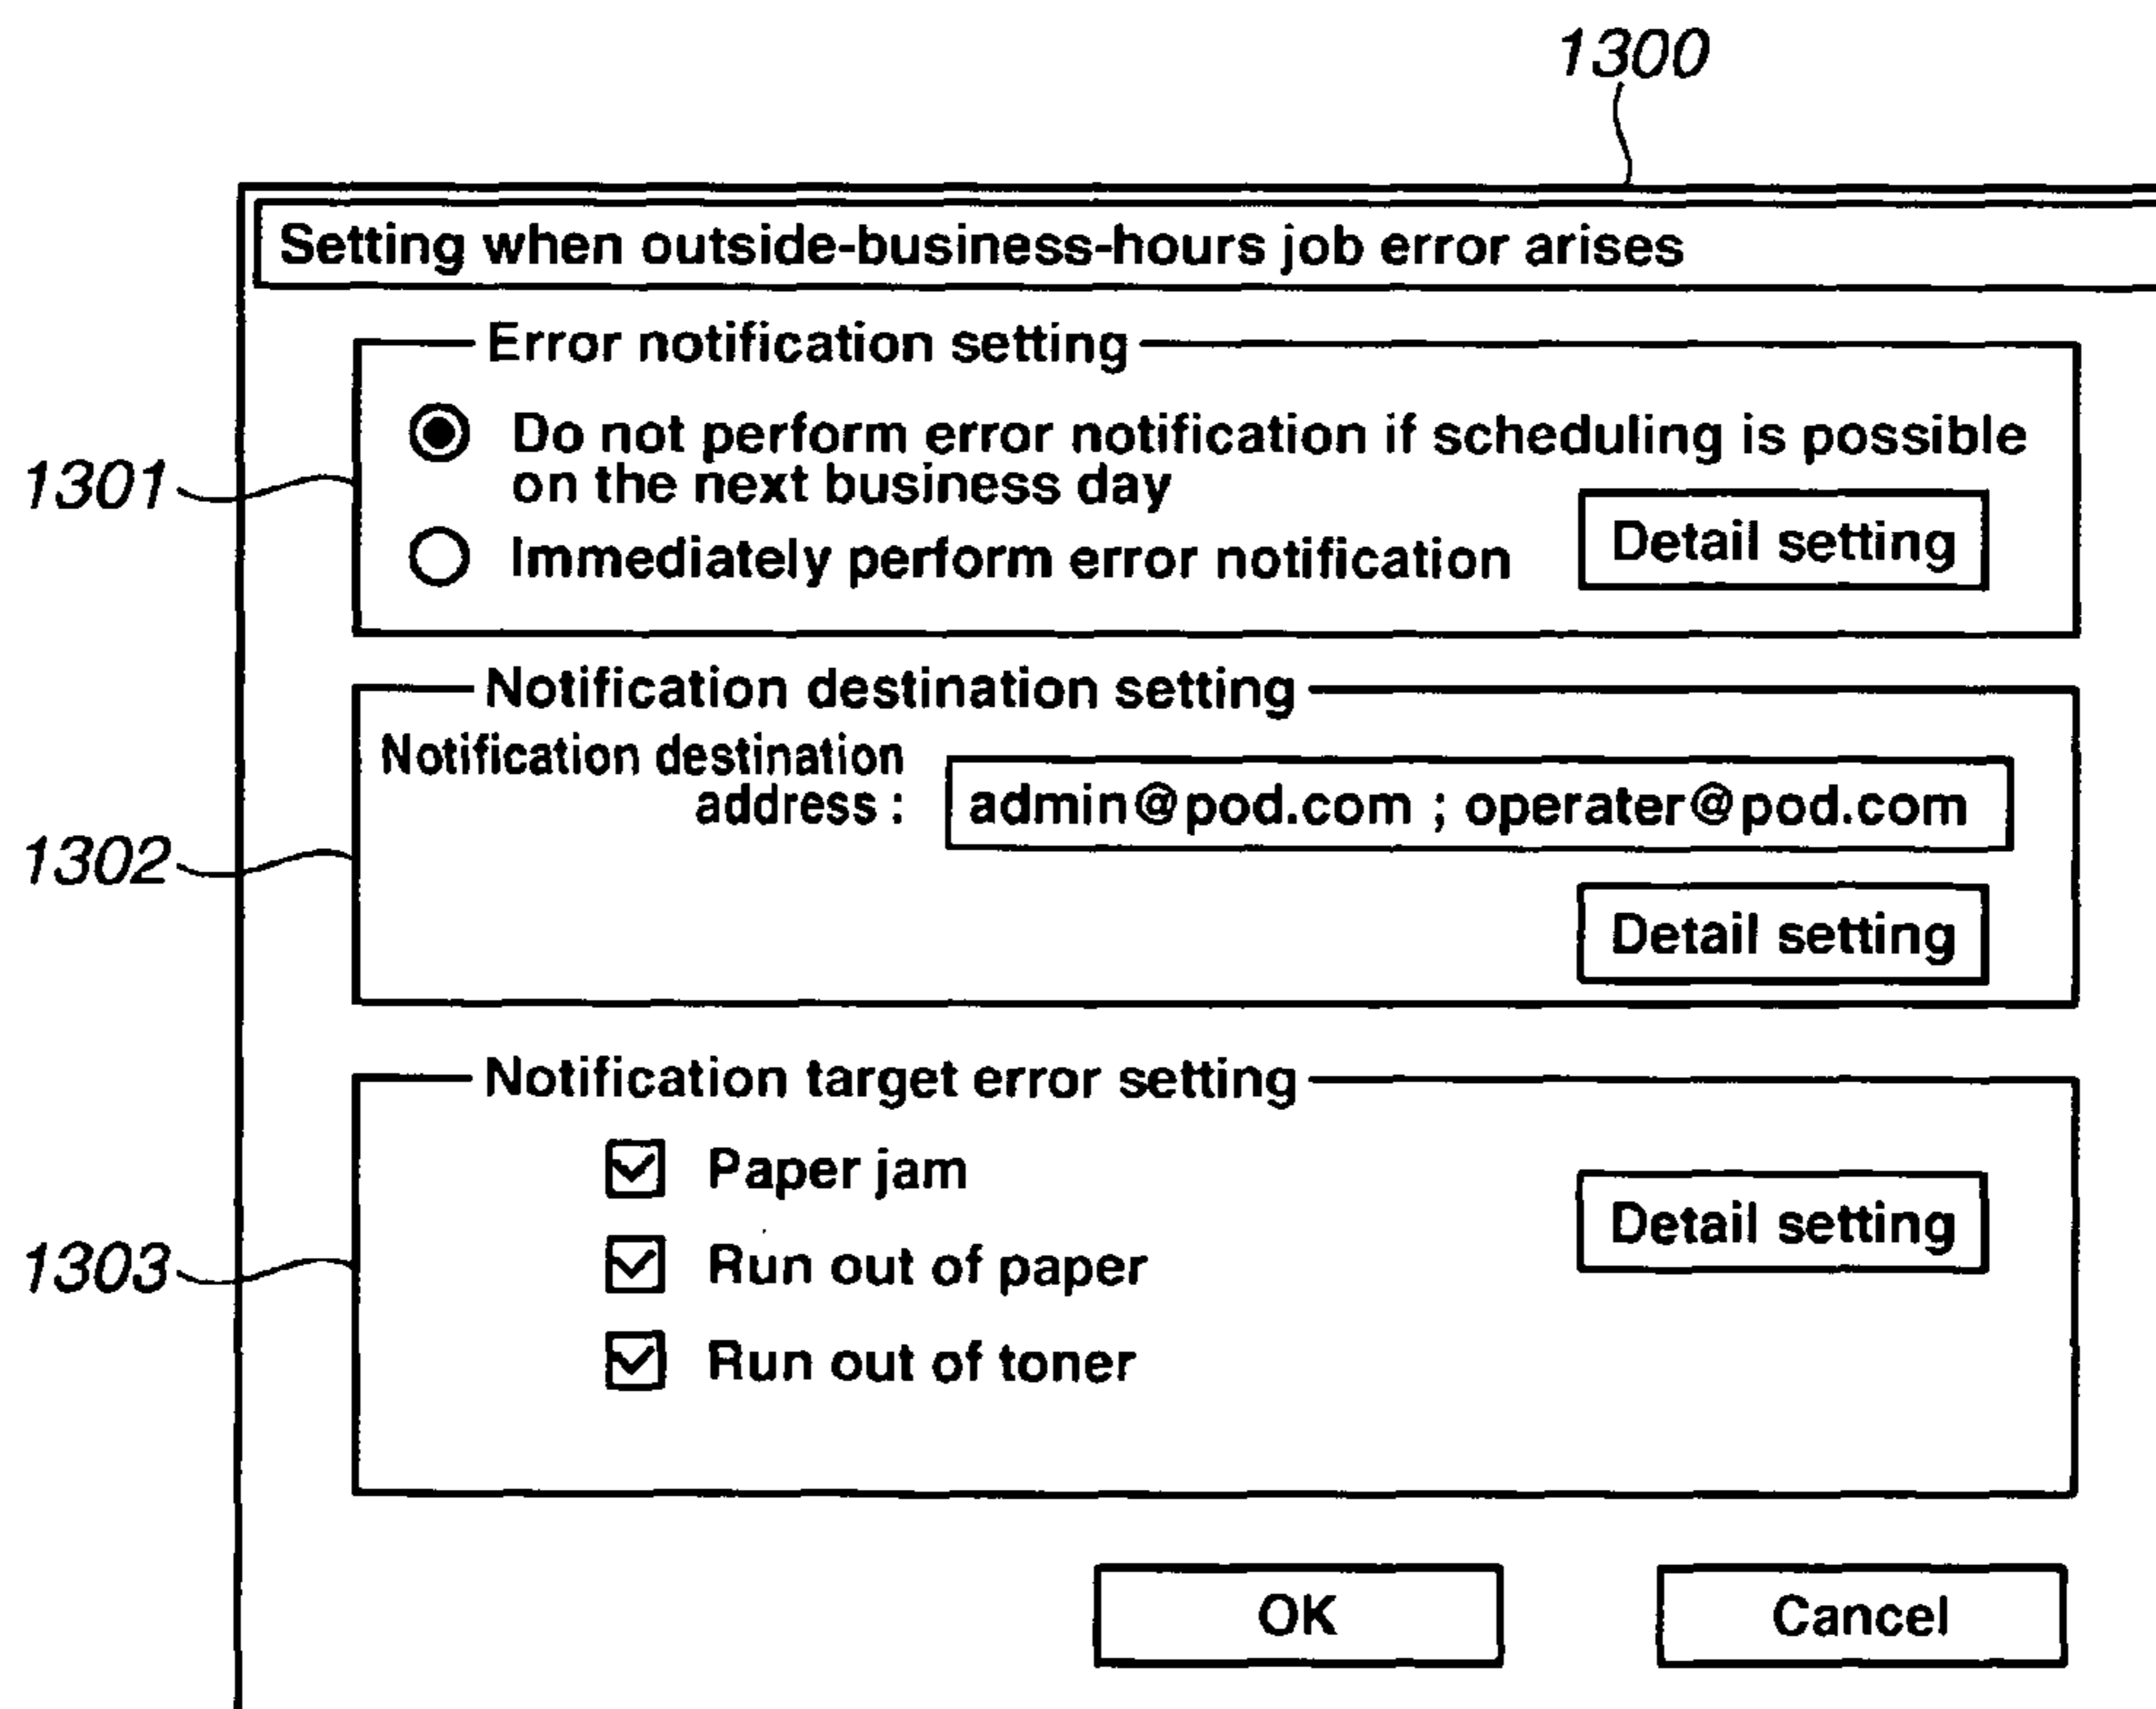 1300
Setting when outside-business-hours job error arises
Error notification setting
Do not perform error notification if scheduling is possible
1301
on the next business day
Detail setting
Immediately perform error notification
Notification destination setting
Notification destination
address :
admin@pod.com ; operater@pod.com
1302
Detail setting
Notification target error setting
Paper jam
Detail setting
1303
Run out of paper
Run out of toner
OK
Cancel